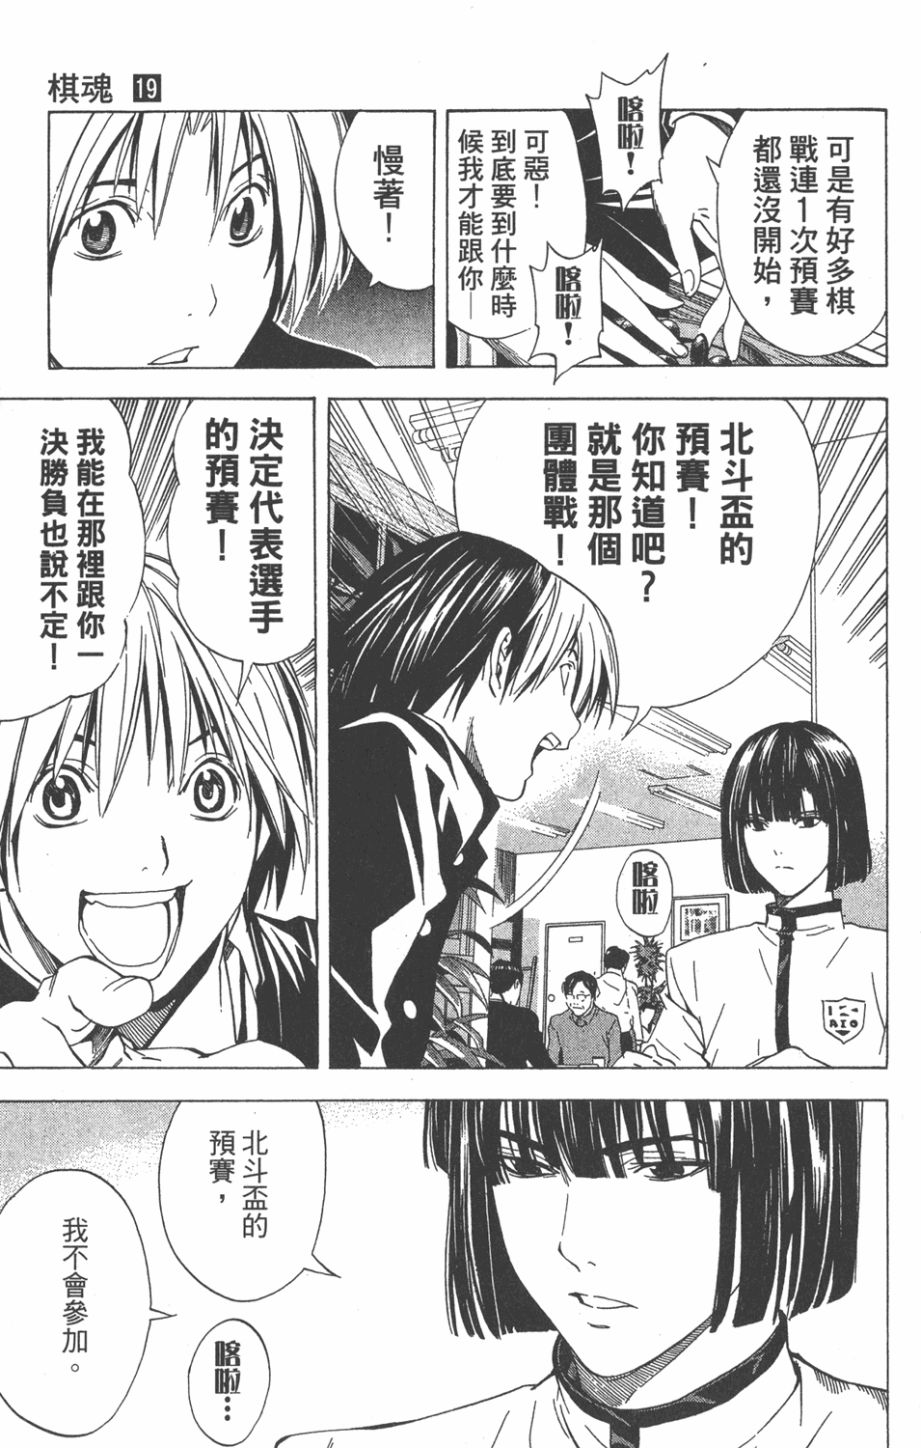 棋魂 19
可是有好多棋
戰連1次預賽
都還沒開始，
喀啦！
可惡！
到底要到什麼時
候我才能跟你—
喀啦！
慢著！
北斗盃的
預賽！
你知道吧？
就是那個
團體戰！
喀啦
決定代表選手
的預賽！
我能在那裡跟你一
決勝負也說不定！
北斗盃的
預賽，
我不會參加。
喀啦…